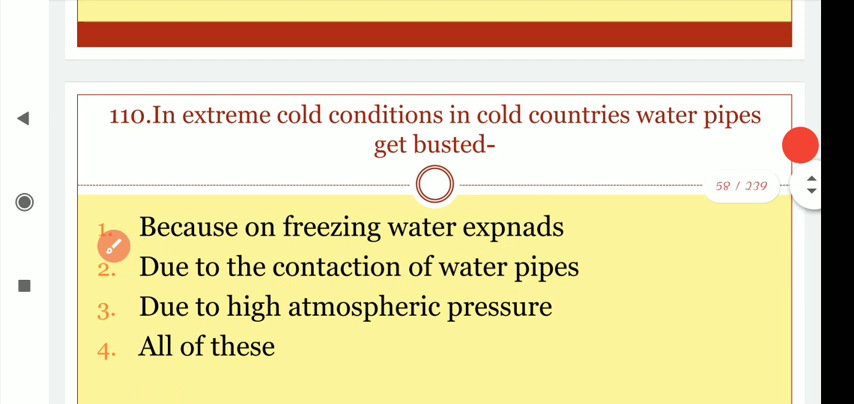 110.In extreme cold conditions in cold countries water pipes
get busted-
58 / 239
1. Because on freezing water expnads
2. Due to the contaction of water pipes
3. Due to high atmospheric pressure
4. All of these